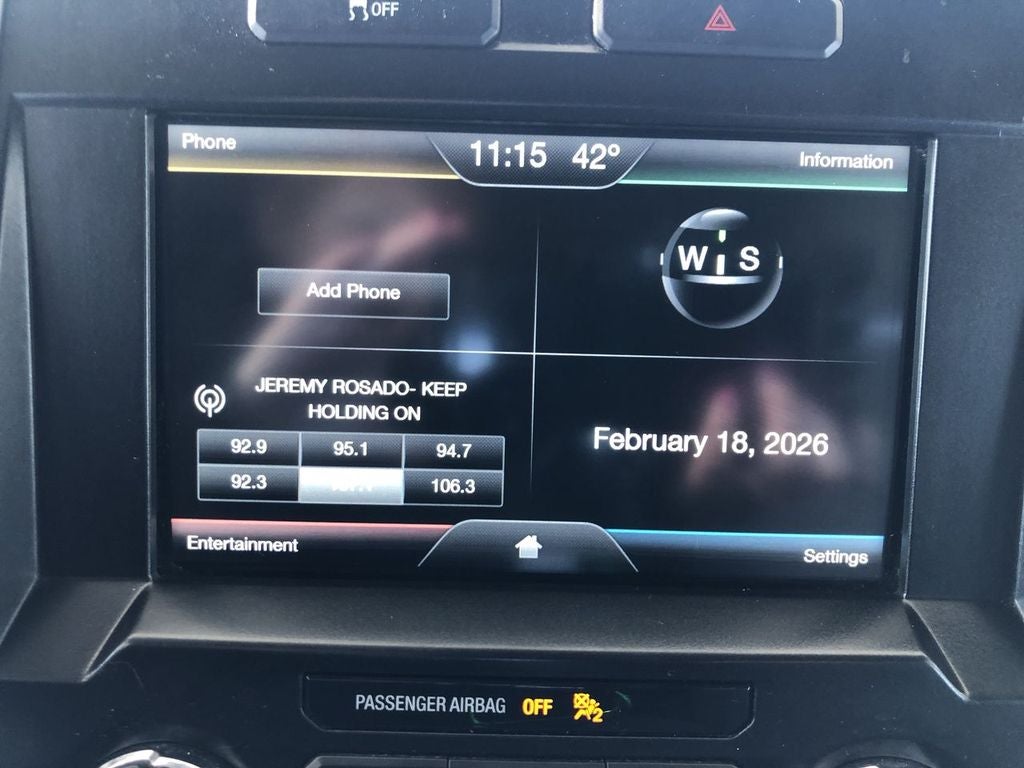 OFF
Phone
11:15 42°
Information
Add Phone
W S
JEREMY ROSADO- KEEP
HOLDING ON
92.9 95.1 94.7
92.3 106.3
February 18, 2026
Entertainment
Settings
PASSENGER AIRBAG OFF 2